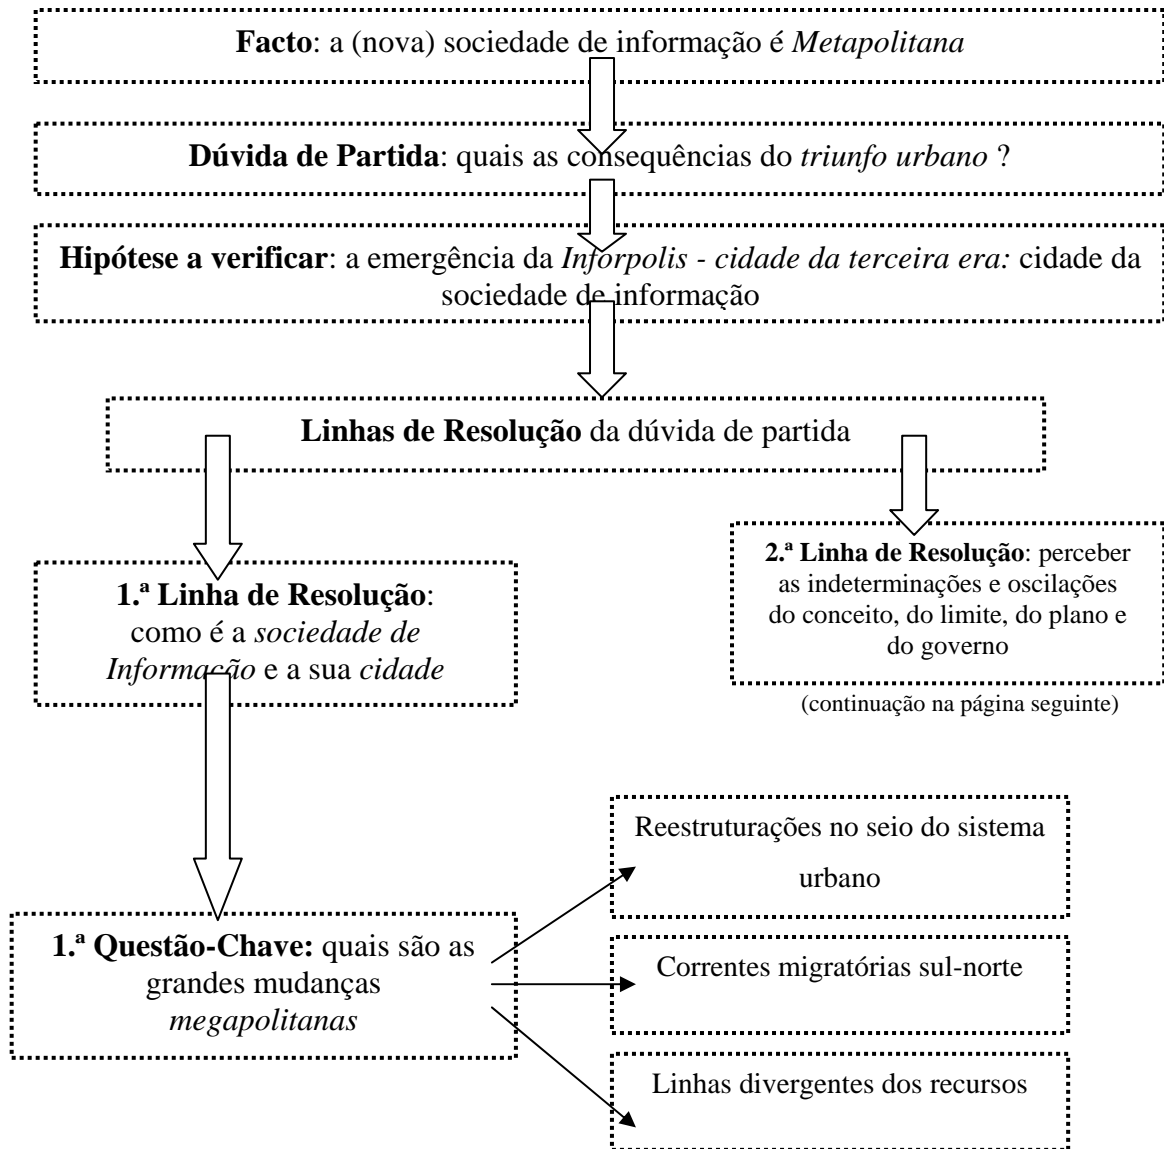 Facto: a (nova) sociedade de informação é Metapolitana
Dúvida de Partida: quais as consequências do triunfo urbano ?
Hipótese a verificar: a emergência da Inforpolis - cidade da terceira era: cidade da
sociedade de informação
Linhas de Resolução da dúvida de partida
1.ª Linha de Resolução:
como é a sociedade de
Informação e a sua cidade
2.ª Linha de Resolução: perceber
as indeterminações e oscilações
do conceito, do limite, do plano e
do governo
(continuação na página seguinte)
1.ª Questão-Chave: quais são as
grandes mudanças
megapolitanas
Reestruturações no seio do sistema
urbano
Correntes migratórias sul-norte
Linhas divergentes dos recursos